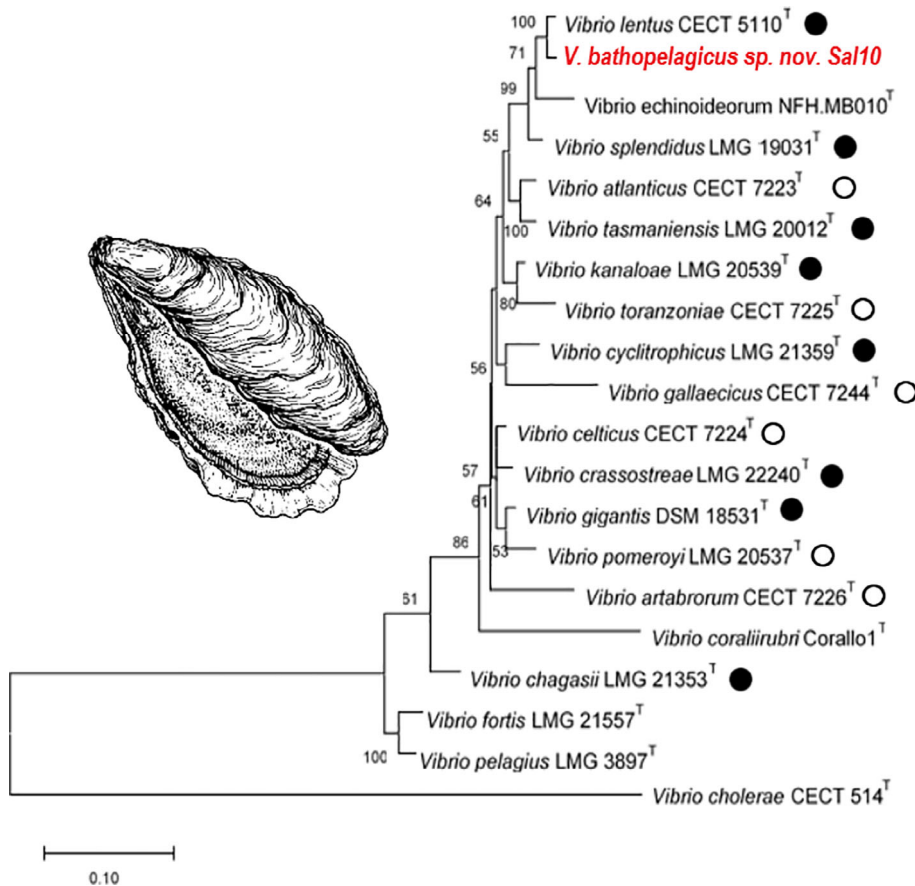 100 Vibrio lentus CECT 5110T
71 V. bathopelagicus sp. nov. Sal10
99 Vibrio echinoideorum NFH.MB010T
55 Vibrio splendidus LMG 19031T
Vibrio atlanticus CECT 7223T
64
100 Vibrio tasmaniensis LMG 20012T
Vibrio kanaloae LMG 20539T
80 Vibrio toranzoniae CECT 7225T
Vibrio cyclitrophicus LMG 21359T
56
Vibrio gallaecicus CECT 7244T
Vibrio celticus CECT 7224T
57 Vibrio crassostreae LMG 22240T
61 Vibrio gigantis DSM 18531T
86 53 Vibrio pomeroyi LMG 20537T
Vibrio artabrorum CECT 7226T
61
Vibrio coraliirubri Corallo1T
Vibrio chagasii LMG 21353T
Vibrio fortis LMG 21557T
100 Vibrio pelagius LMG 3897T
Vibrio cholerae CECT 514T
0.10